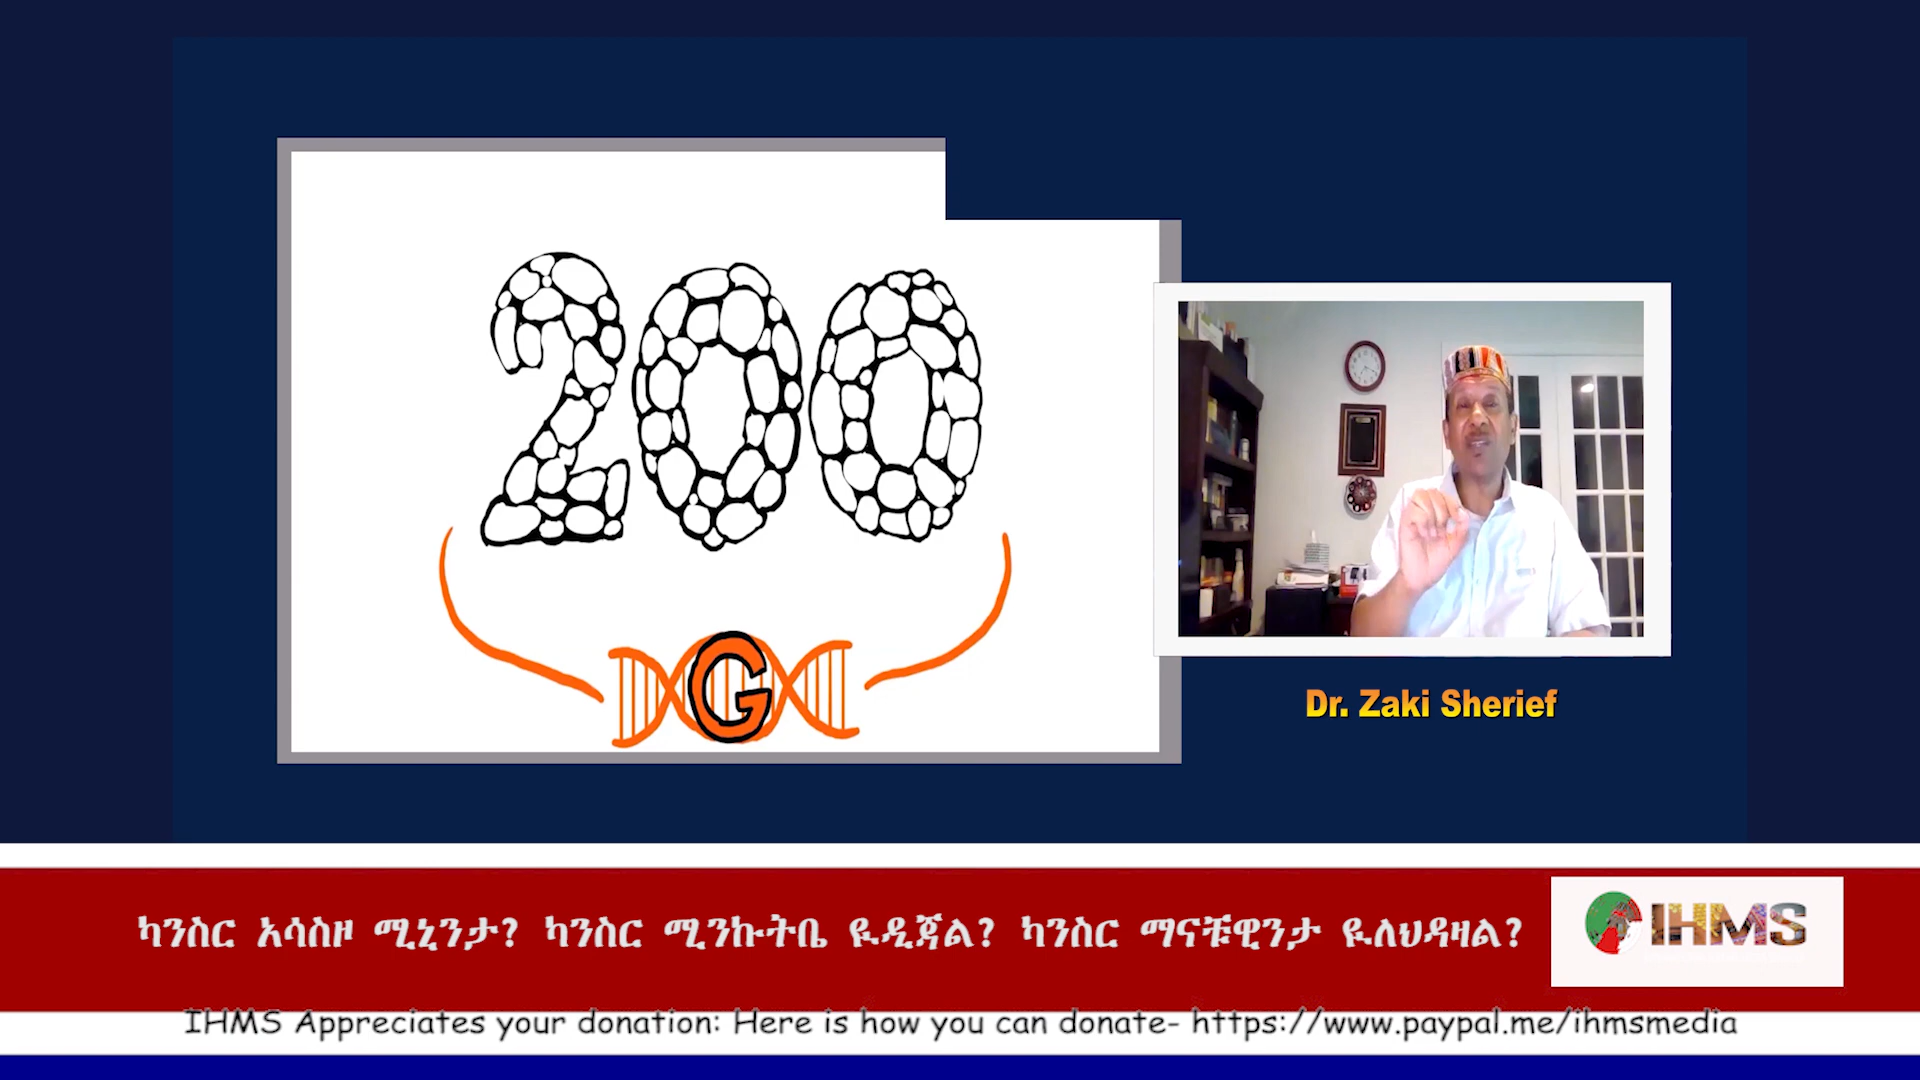 200
G
Dr. Zaki Sherief
ካንስር አሳስዞ ሚኒንታ? ካንስር ሚንኩትቤ ዪዲጃል? ካንስር ማናቹዊንታ ዪለህዳዛል?
IHMS
IHMS Appreciates your donation: Here is how you can donate- https://www.paypal.me/ihmsmedia